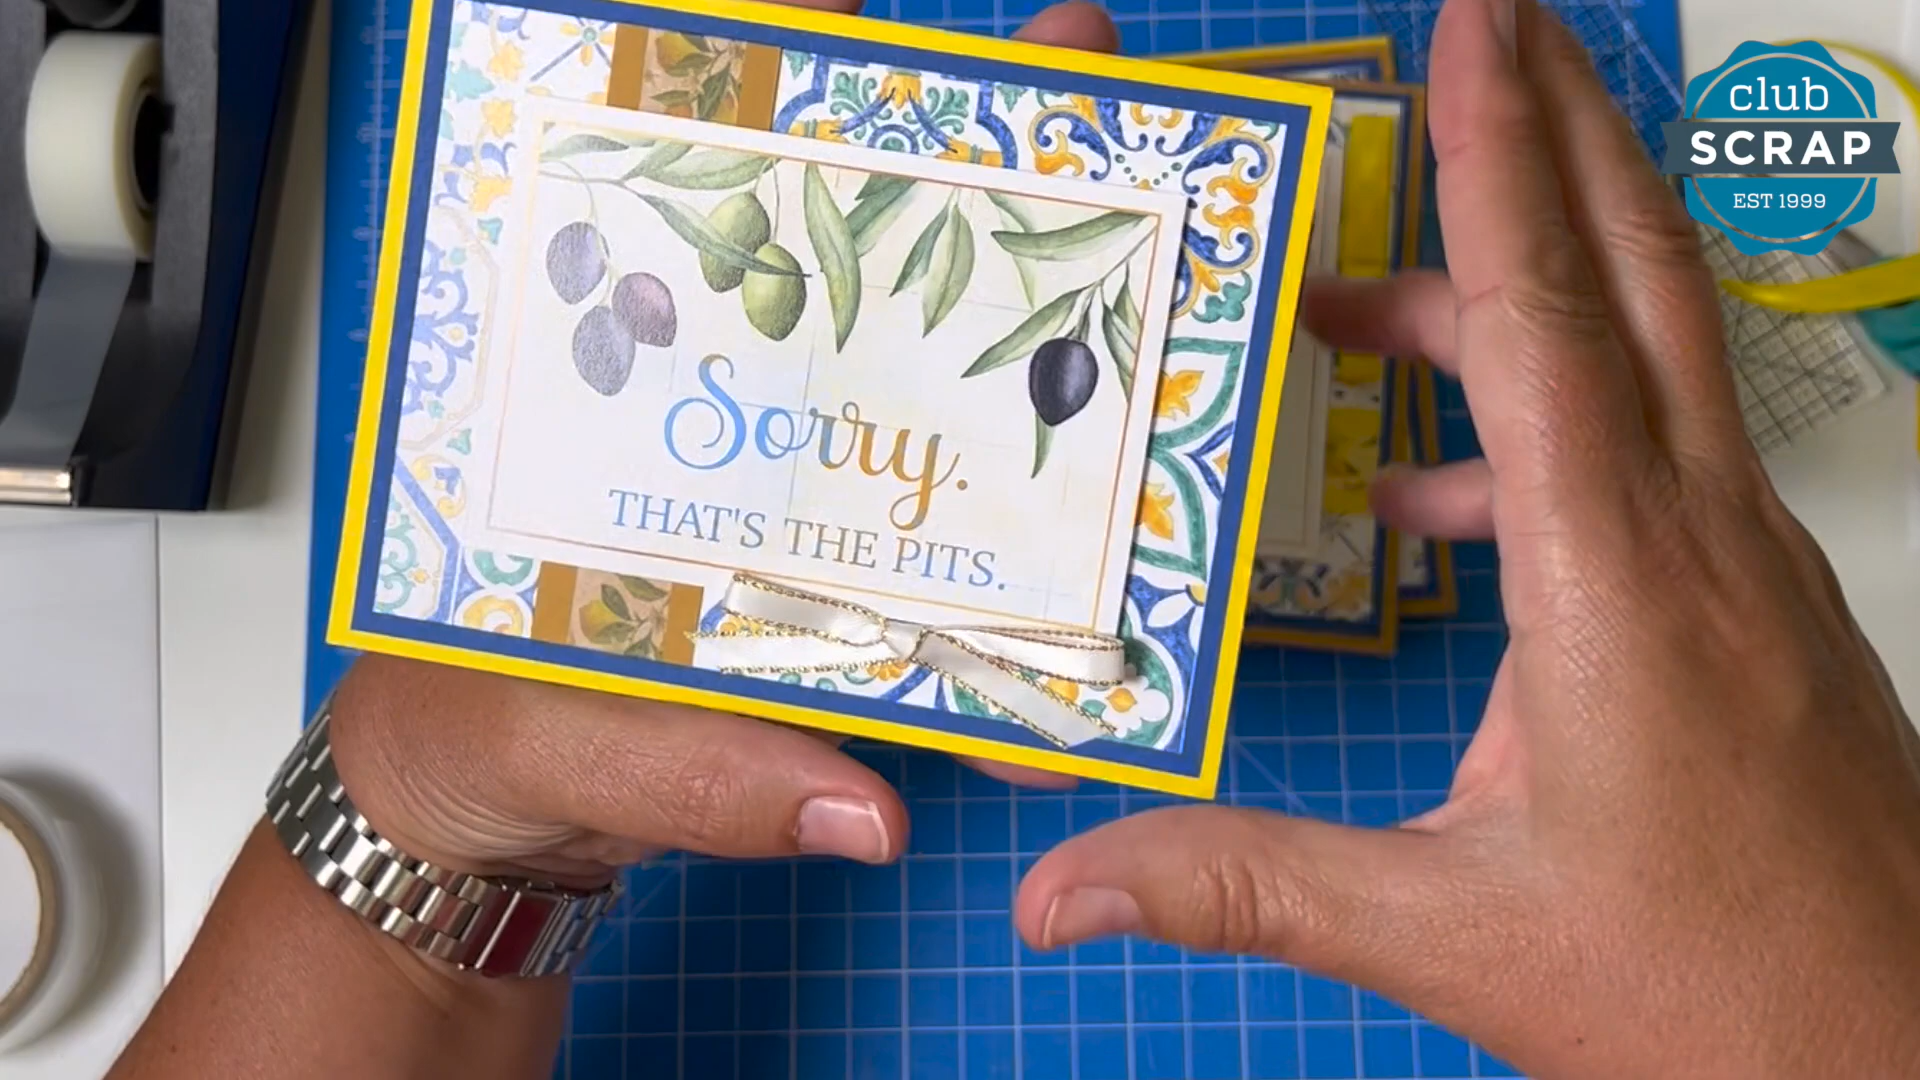 Sorry.
THAT'S THE PITS.
club
SCRAP
EST 1999